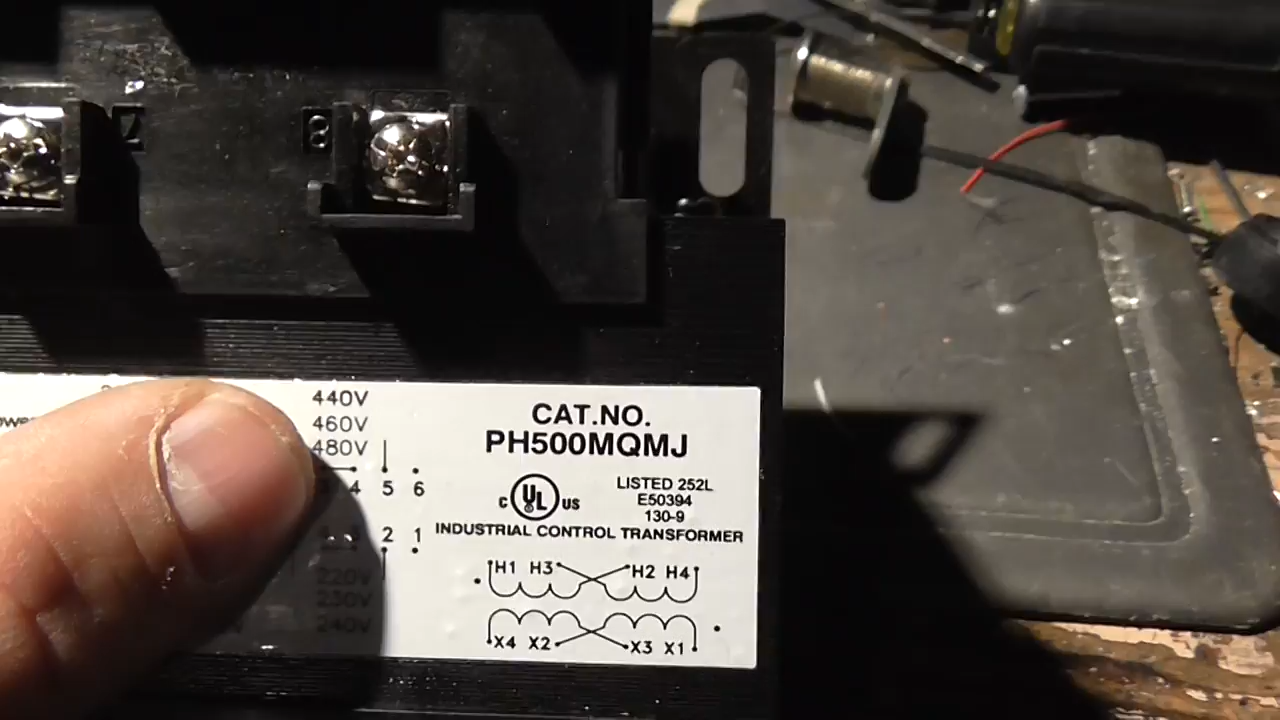 8
440V
460V
480V
4 5 6
2 1
220V
230V
240V
CAT.NO.
PH500MQMJ
c UL US
LISTED 252L
E50394
130-9
INDUSTRIAL CONTROL TRANSFORMER
H1 H3 H2 H4
X4 X2 X3 X1